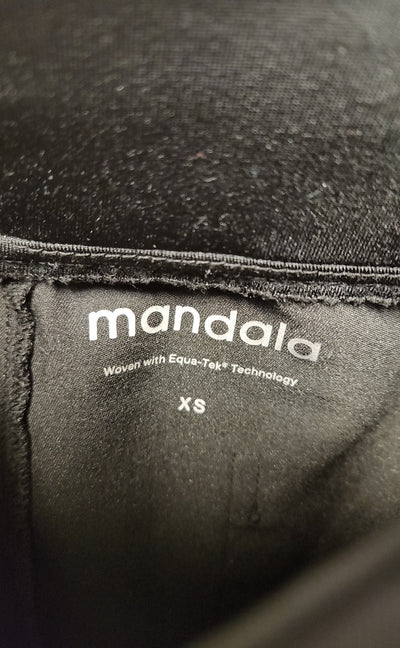 mandala
Woven with Equa-Tek® Technology
XS